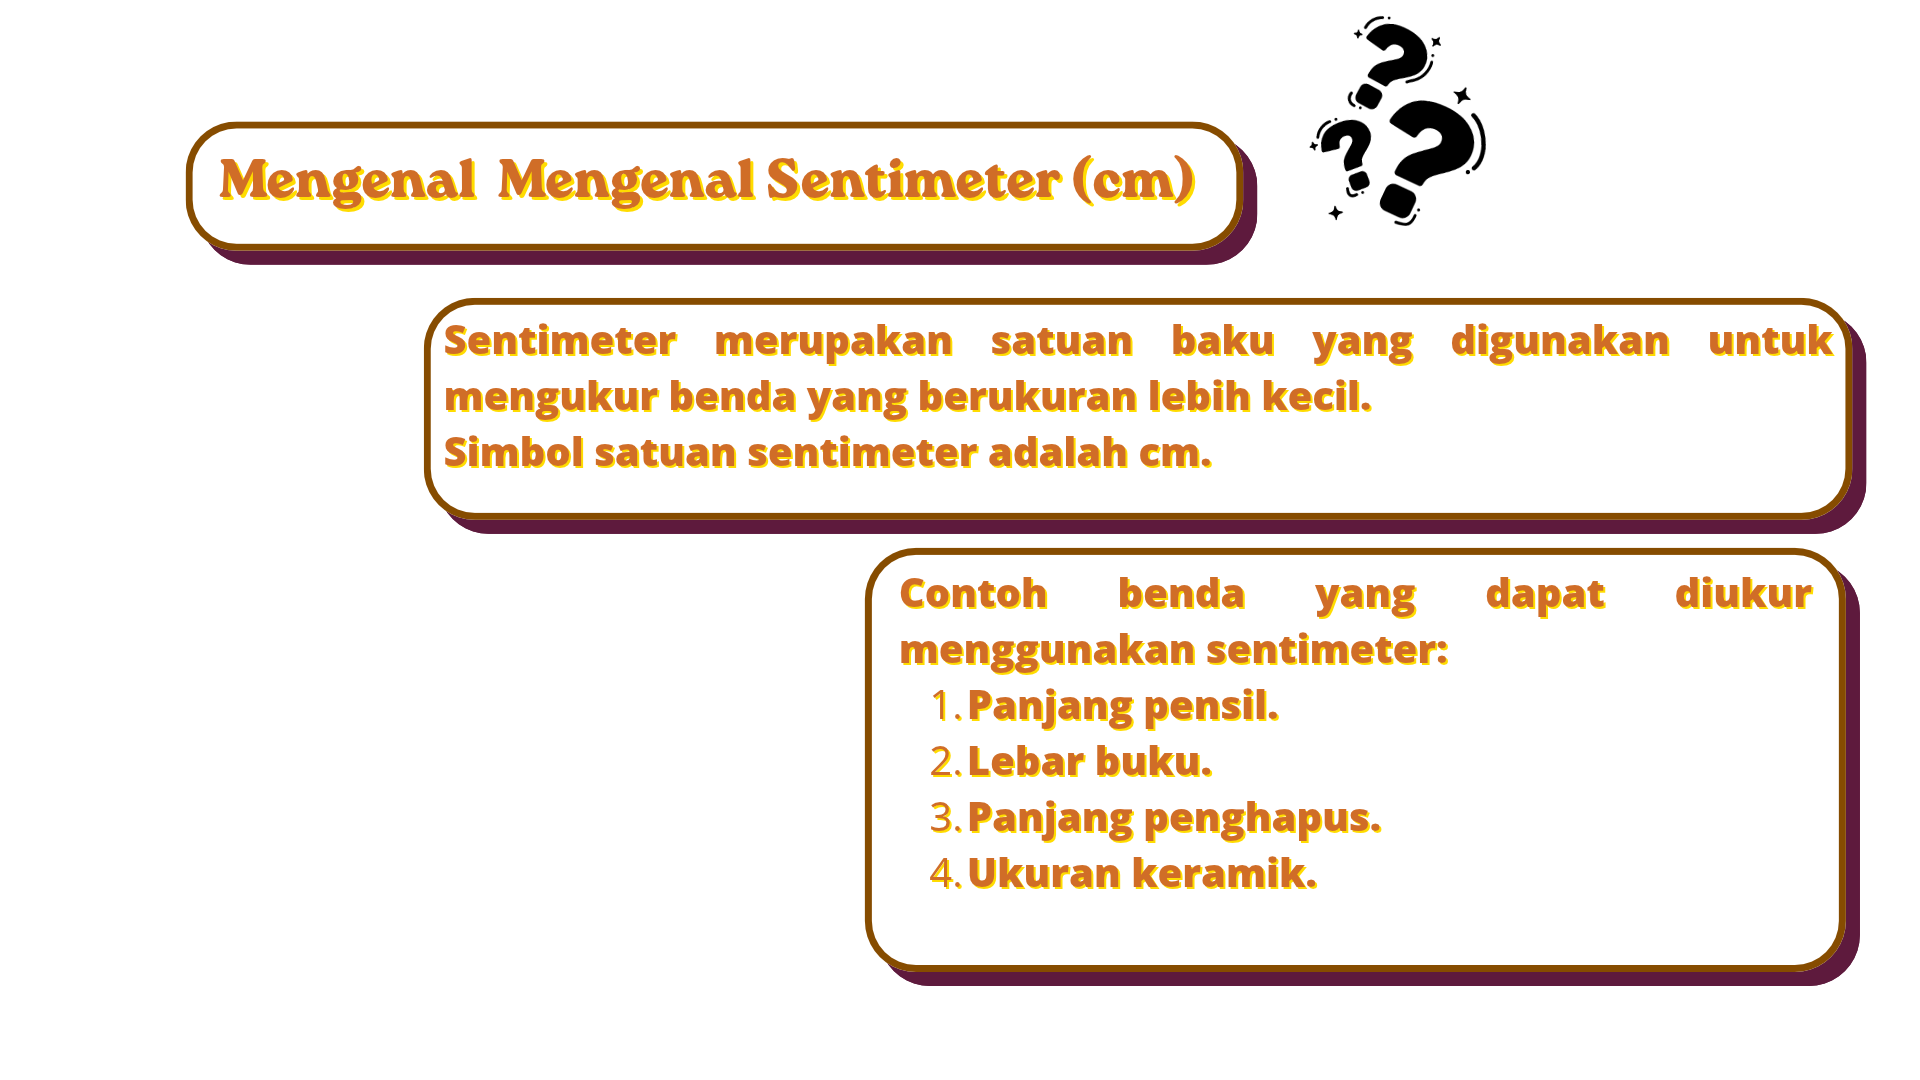 Mengenal Mengenal Sentimeter (cm)
Sentimeter merupakan satuan baku yang digunakan untuk
mengukur benda yang berukuran lebih kecil.
Simbol satuan sentimeter adalah cm.
Contoh benda yang dapat diukur
menggunakan sentimeter:
1. Panjang pensil.
2. Lebar buku.
3. Panjang penghapus.
4. Ukuran keramik.